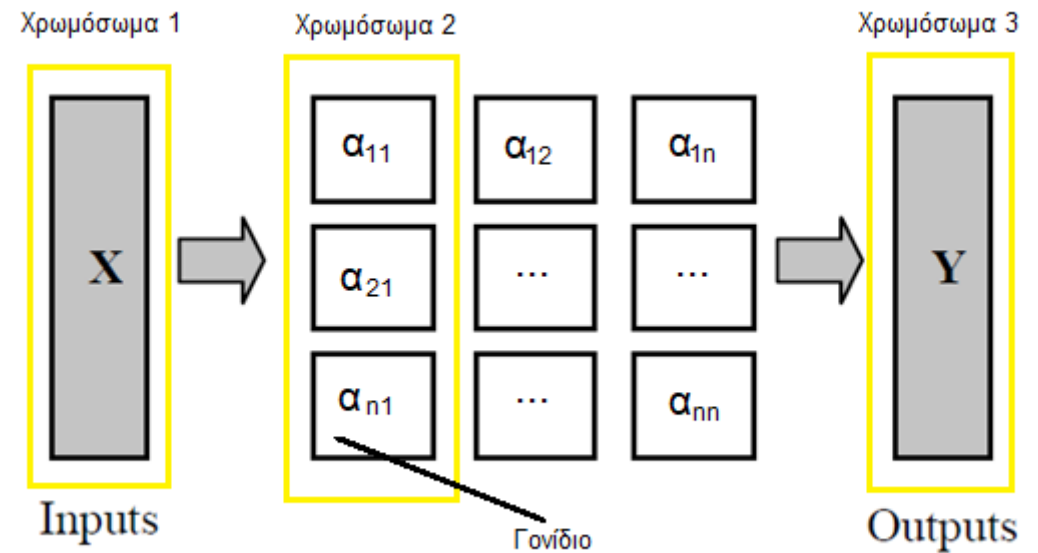 Χρωμόσωμα 1
Χρωμόσωμα 2
Χρωμόσωμα 3
α11 α12 α1n
X α21 ... ... Y
αn1 ... αnn
Inputs
Outputs
Γονίδιο